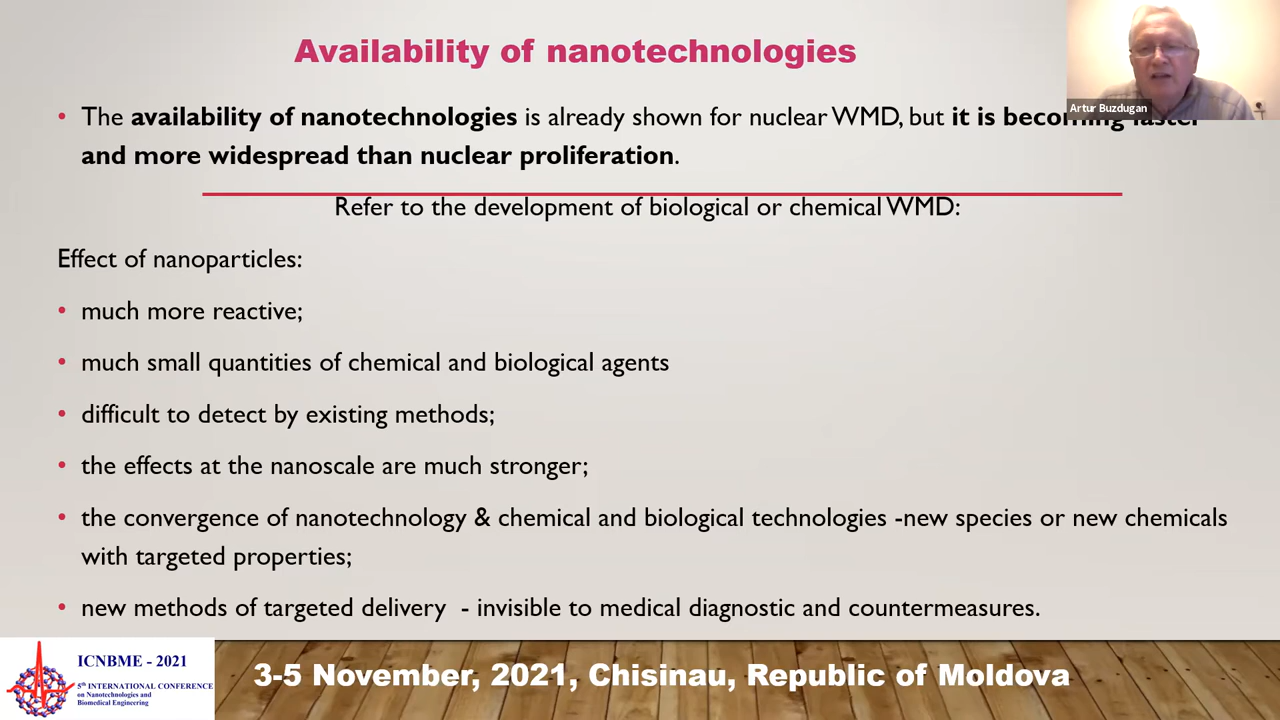 Availability of nanotechnologies
Artur Buzdugan
• The availability of nanotechnologies is already shown for nuclear WMD, but it is becoming faster
and more widespread than nuclear proliferation.
Refer to the development of biological or chemical WMD:
Effect of nanoparticles:
• much more reactive;
• much small quantities of chemical and biological agents
• difficult to detect by existing methods;
• the effects at the nanoscale are much stronger;
• the convergence of nanotechnology & chemical and biological technologies -new species or new chemicals
with targeted properties;
• new methods of targeted delivery - invisible to medical diagnostic and countermeasures.
ICNBME - 2021
5th INTERNATIONAL CONFERENCE
on Nanotechnologies and
Biomedical Engineering
3-5 November, 2021, Chisinau, Republic of Moldova